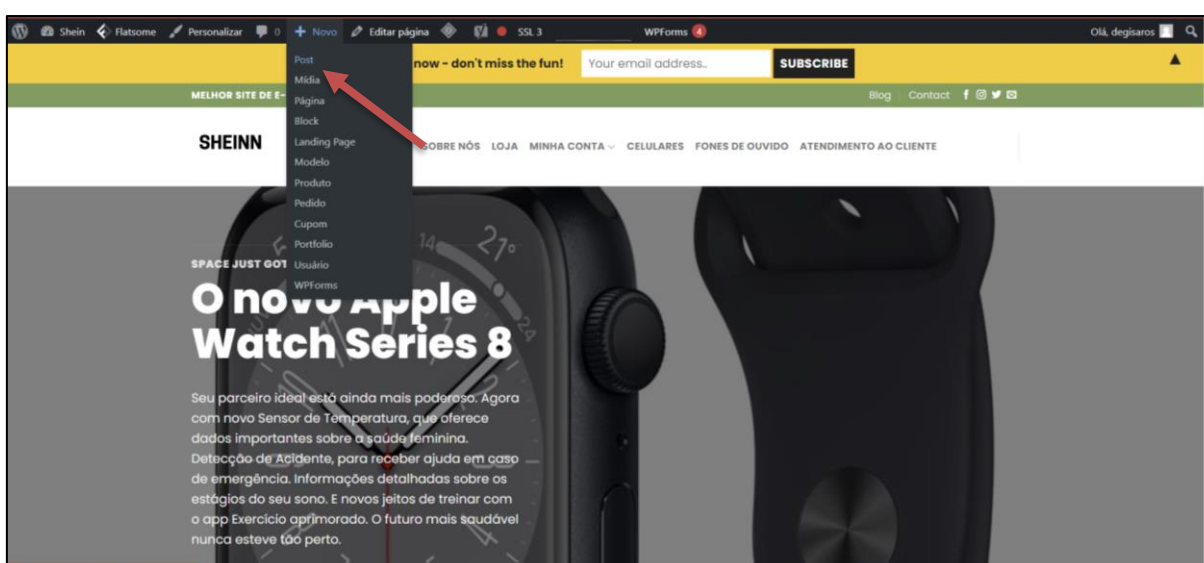 Shein Flatsome Personalizar 0 + Novo Editar página SSL 3 WPForms 4 Olá, degisaros
Post
Mídia
Página
Block
Landing Page
Modelo
Produto
Pedido
Cupom
Portfolio
Usuário
WPForms
now - don't miss the fun! Your email address.. SUBSCRIBE
MELHOR SITE DE E- Blog Contact
SHEINN SOBRE NÓS LOJA MINHA CONTA CELULARES FONES DE OUVIDO ATENDIMENTO AO CLIENTE
14 21°
24
SPACE JUST GOT
O novo Apple
Watch Series 8
Seu parceiro ideal está ainda mais poderoso. Agora
com novo Sensor de Temperatura, que oferece
dados importantes sobre a saúde feminina.
Detecção de Acidente, para receber ajuda em caso
de emergência. Informações detalhadas sobre os
estágios do seu sono. E novos jeitos de treinar com
o app Exercício aprimorado. O futuro mais saudável
nunca esteve tão perto.